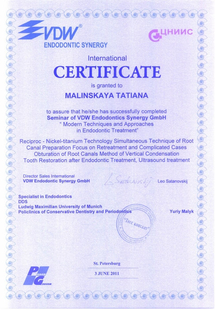 VDW
ENDODONTIC SYNERGY
ЦНИИС
International
CERTIFICATE
is granted to
MALINSKAYA TATIANA
to assure that he/she has successfully completed
Seminar of VDW Endodontics Synergy GmbH
" Modern Techniques and Approaches
in Endodontic Treatment"
Reciproc - Nickel-titanium Technology Simultaneous Technique of Root
Canal Preparation Focus on Retreatment and Complicated Cases
Obturation of Root Canals Method of Vertical Condensation
Tooth Restoration after Endodontic Treatment, Ultrasound treatment
Director Sales International
VDW Endodontic Synergy GmbH
Leo Salamovskij
Specialist in Endodontics
DDS
Ludwig Maximilian University of Munich
Policlinics of Conservative Dentistry and Periodontics
Yuriy Malyk
St. Petersburg
2 JUNE 2011